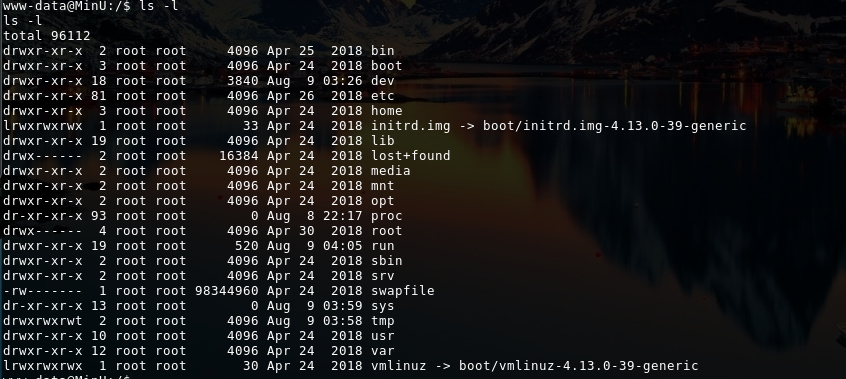 www-data@MinU:/$ ls -l
ls -l
total 96112
drwxr-xr-x  2 root root     4096 Apr 25  2018 bin
drwxr-xr-x  3 root root     4096 Apr 24  2018 boot
drwxr-xr-x 18 root root     3840 Aug  9 03:26 dev
drwxr-xr-x 81 root root     4096 Apr 26  2018 etc
drwxr-xr-x  3 root root     4096 Apr 24  2018 home
lrwxrwxrwx  1 root root       33 Apr 24  2018 initrd.img -> boot/initrd.img-4.13.0-39-generic
drwxr-xr-x 19 root root     4096 Apr 24  2018 lib
drwx------  2 root root    16384 Apr 24  2018 lost+found
drwxr-xr-x  2 root root     4096 Apr 24  2018 media
drwxr-xr-x  2 root root     4096 Apr 24  2018 mnt
drwxr-xr-x  2 root root     4096 Apr 24  2018 opt
dr-xr-xr-x 93 root root        0 Aug  8 22:17 proc
drwx------  4 root root     4096 Apr 30  2018 root
drwxr-xr-x 19 root root      520 Aug  9 04:05 run
drwxr-xr-x  2 root root     4096 Apr 24  2018 sbin
drwxr-xr-x  2 root root     4096 Apr 24  2018 srv
-rw-------  1 root root 98344960 Apr 24  2018 swapfile
dr-xr-xr-x 13 root root        0 Aug  9 03:59 sys
drwxrwxrwt  2 root root     4096 Aug  9 03:58 tmp
drwxr-xr-x 10 root root     4096 Apr 24  2018 usr
drwxr-xr-x 12 root root     4096 Apr 24  2018 var
lrwxrwxrwx  1 root root       30 Apr 24  2018 vmlinuz -> boot/vmlinuz-4.13.0-39-generic
www-data@MinU:/$